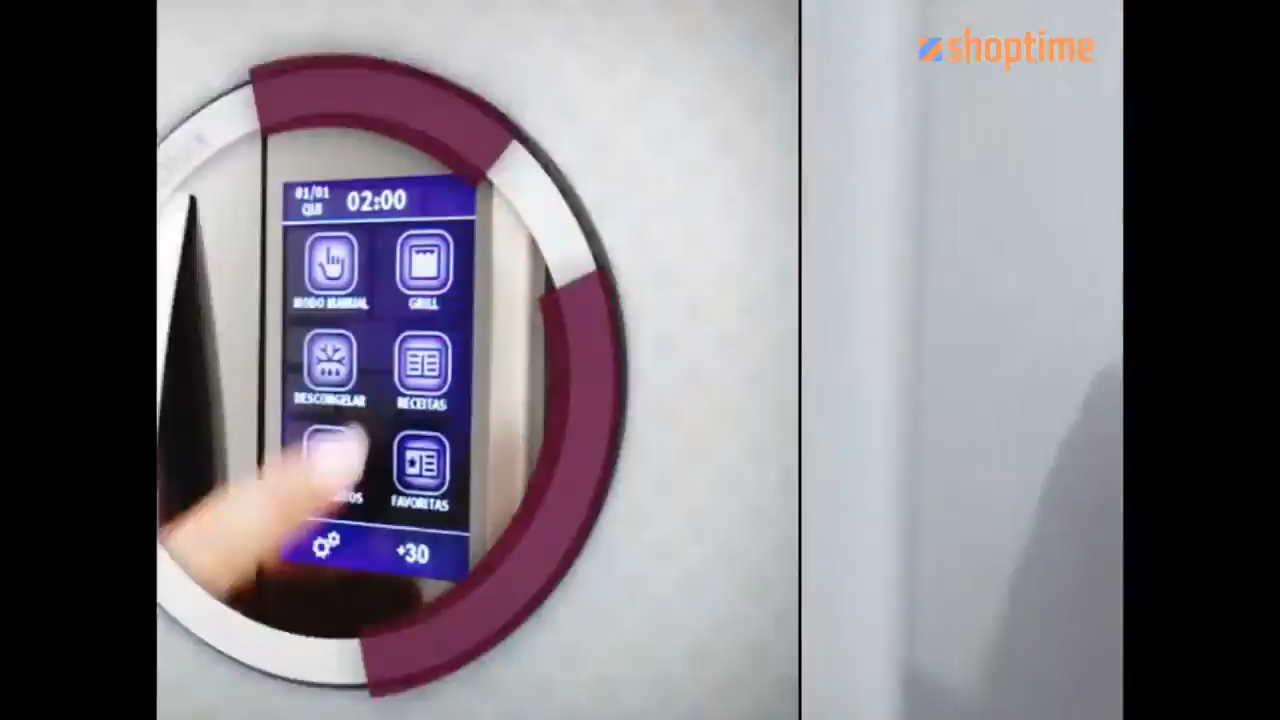 shoptime
01/01
QUI
02:00
MODO MANUAL
GRILL
DESCONGELAR
RECEITAS
FAVORITAS
+30